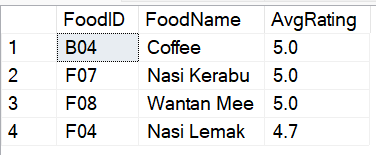 FoodID FoodName AvgRating
1 B04 Coffee 5.0
2 F07 Nasi Kerabu 5.0
3 F08 Wantan Mee 5.0
4 F04 Nasi Lemak 4.7